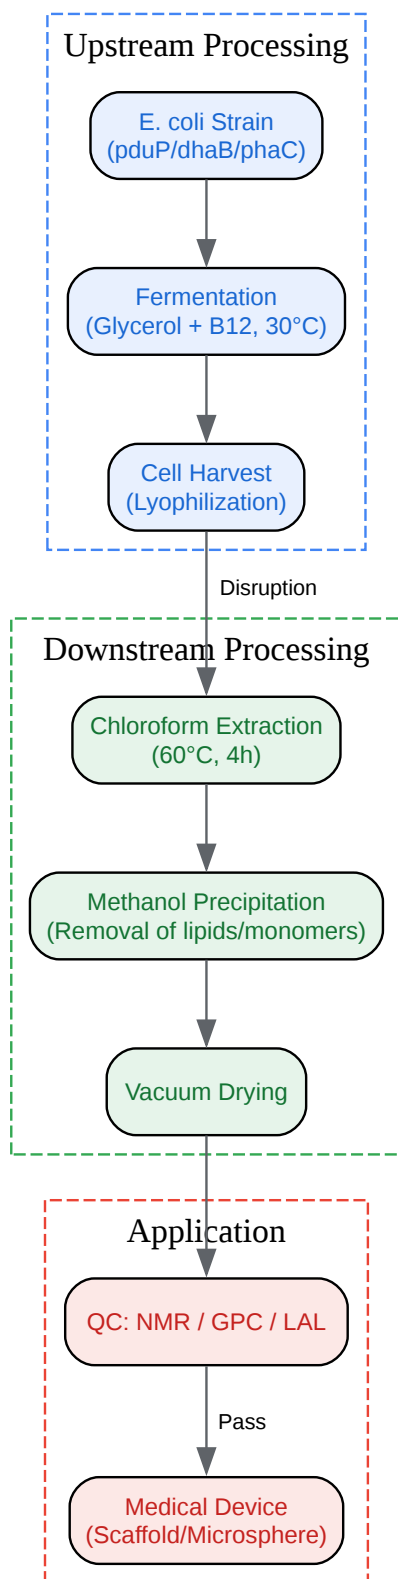 Upstream Processing
E. coli Strain
(pduP/dhaB/phaC)
Fermentation
(Glycerol + B12, 30°C)
Cell Harvest
(Lyophilization)
Disruption
Downstream Processing
Chloroform Extraction
(60°C, 4h)
Methanol Precipitation
(Removal of lipids/monomers)
Vacuum Drying
Application
QC: NMR / GPC / LAL
Pass
Medical Device
(Scaffold/Microsphere)